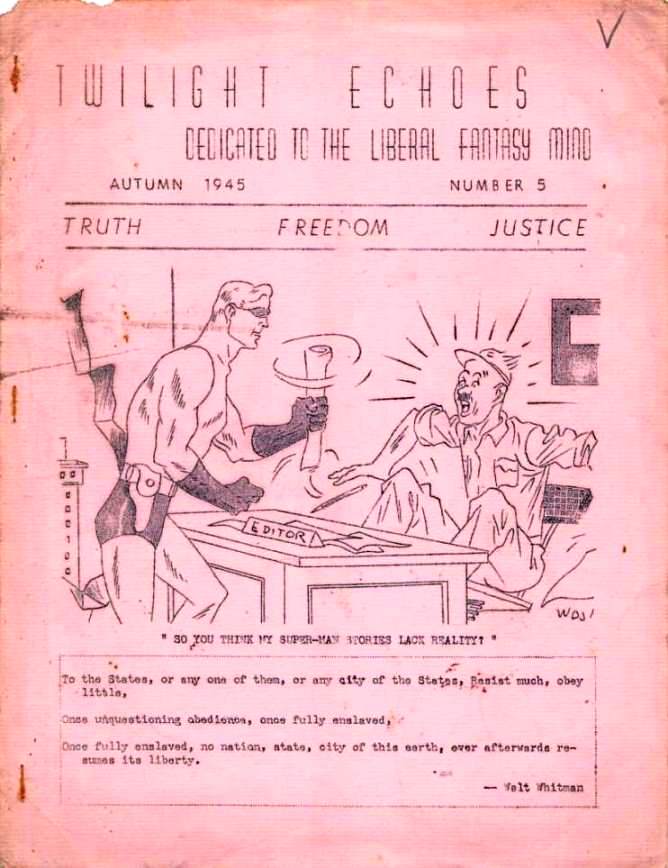 TWILIGHT ECHOES
DEDICATED TO THE LIBERAL FANTASY MIND
AUTUMN 1945 NUMBER 5
TRUTH FREEDOM JUSTICE
EDITOR
WDJ
" SO YOU THINK MY SUPER-MAN STORIES LACK REALITY? "
To the States, or any one of them, or any city of the States, Resist much, obey
little,
Once unquestioning obedience, once fully enslaved,
Once fully enslaved, no nation, state, city of this earth, ever afterwards re-
sumes its liberty.
— Walt Whitman